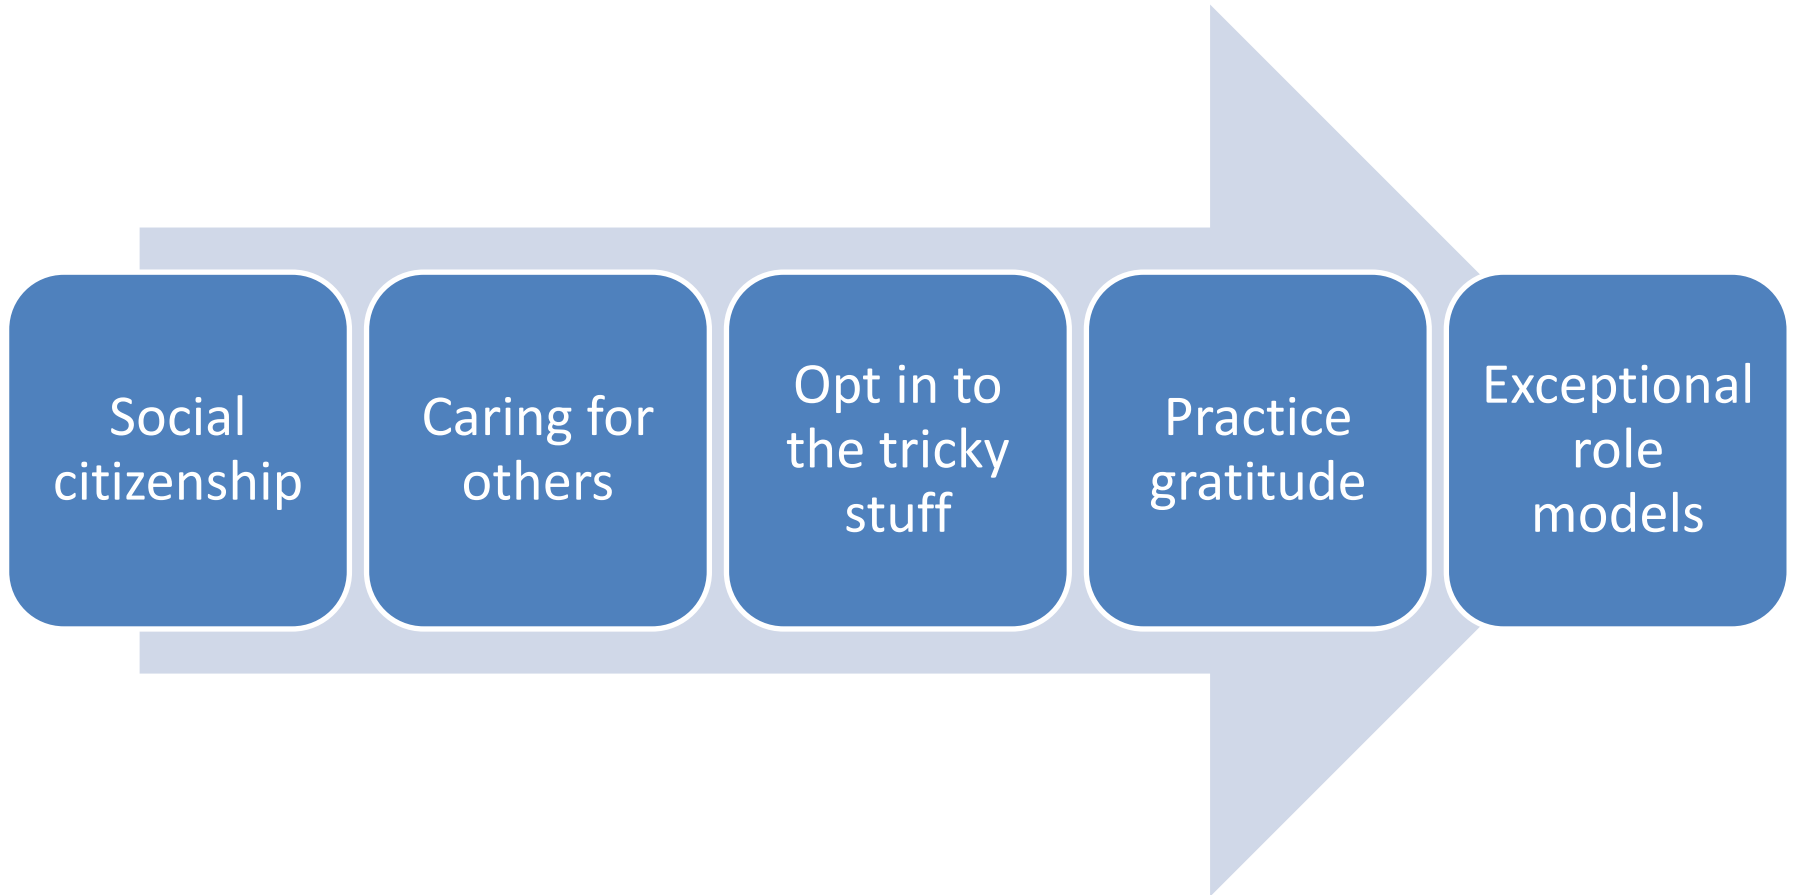 Social
citizenship
Caring for
others
Opt in to
the tricky
stuff
Practice
gratitude
Exceptional
role
models